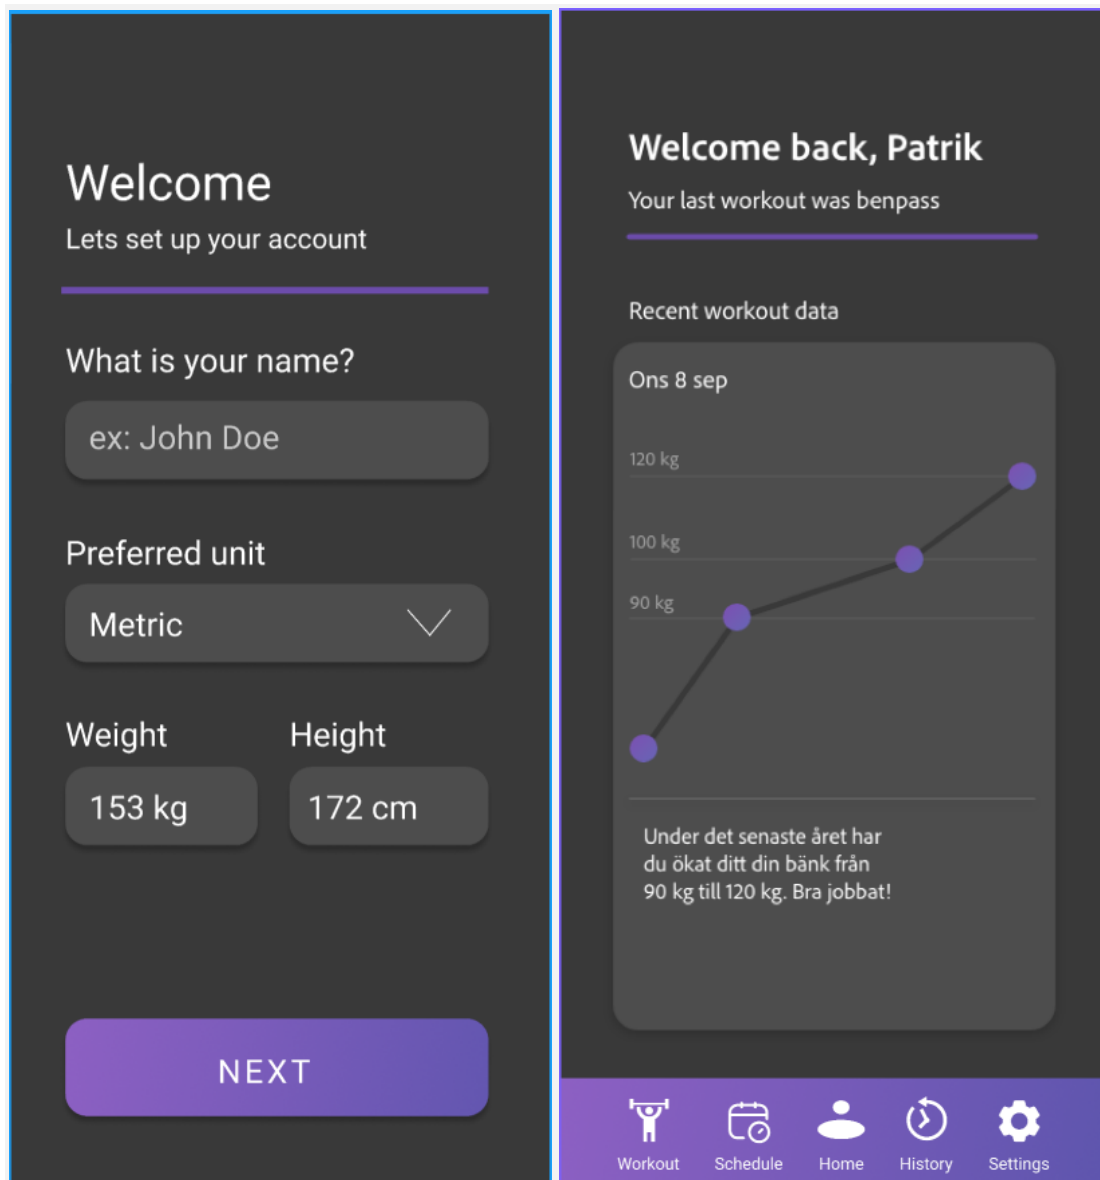 Welcome
Lets set up your account
What is your name?
ex: John Doe
Preferred unit
Metric
Weight
Height
153 kg
172 cm
NEXT
Welcome back, Patrik
Your last workout was benpass
Recent workout data
Ons 8 sep
120 kg
100 kg
90 kg
Under det senaste året har
du ökat ditt din bänk från
90 kg till 120 kg. Bra jobbat!
Workout
Schedule
Home
History
Settings